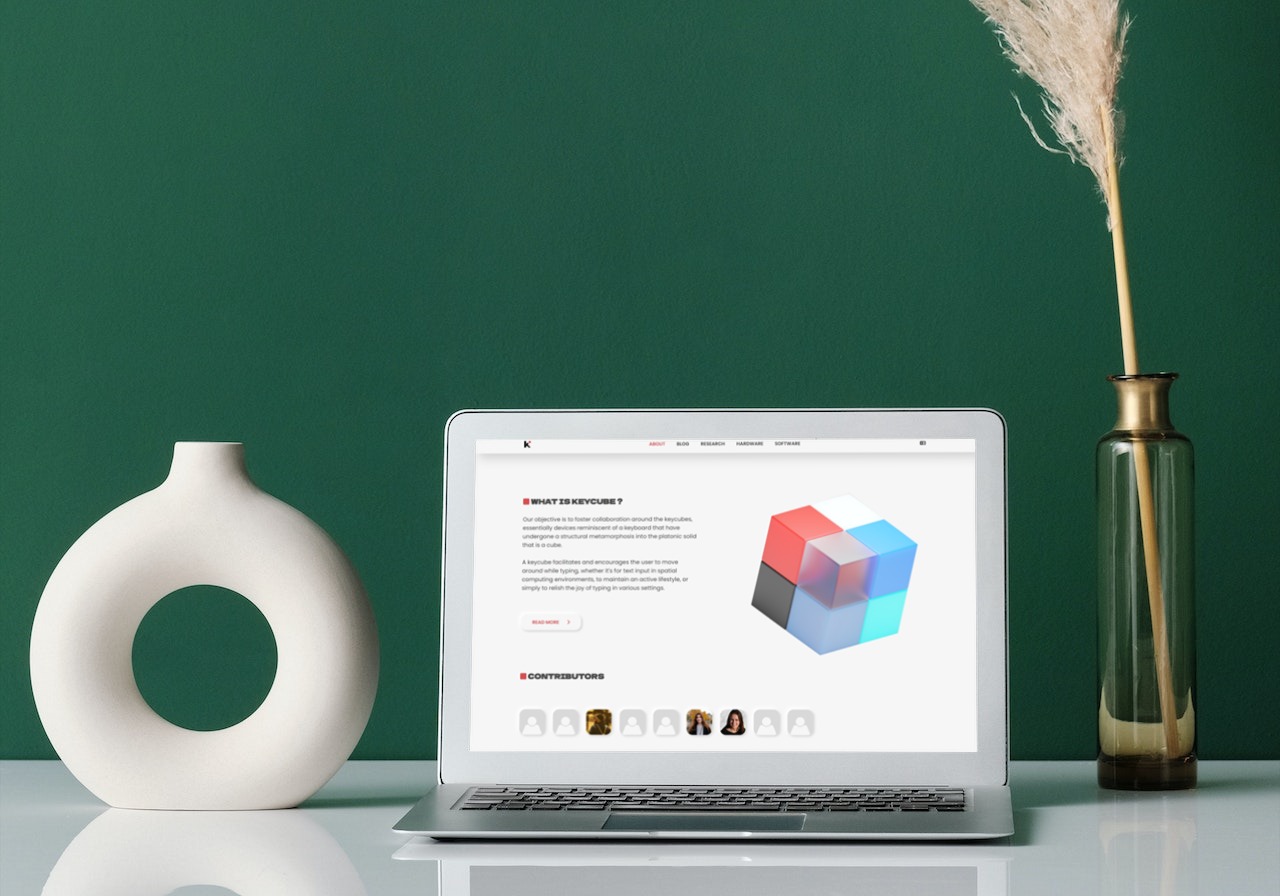 K
ABOUT BLOG RESEARCH HARDWARE SOFTWARE
WHAT IS KEYCUBE ?
Our objective is to foster collaboration around the keycubes,
essentially devices reminiscent of a keyboard that have
undergone a structural metamorphosis into the platonic solid
that is a cube.
A keycube facilitates and encourages the user to move
around while typing, whether it's for text input in spatial
computing environments, to maintain an active lifestyle, or
simply to relish the joy of typing in various settings.
READ MORE >
CONTRIBUTORS